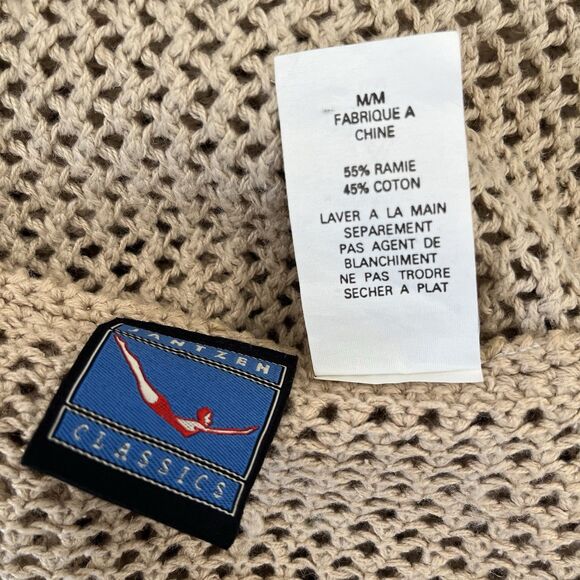 M/M
FABRIQUE A
CHINE
55% RAMIE
45% COTON
LAVER A LA MAIN
SEPAREMENT
PAS AGENT DE
BLANCHIMENT
NE PAS TRODRE
SECHER A PLAT
JANTZEN
CLASSICS